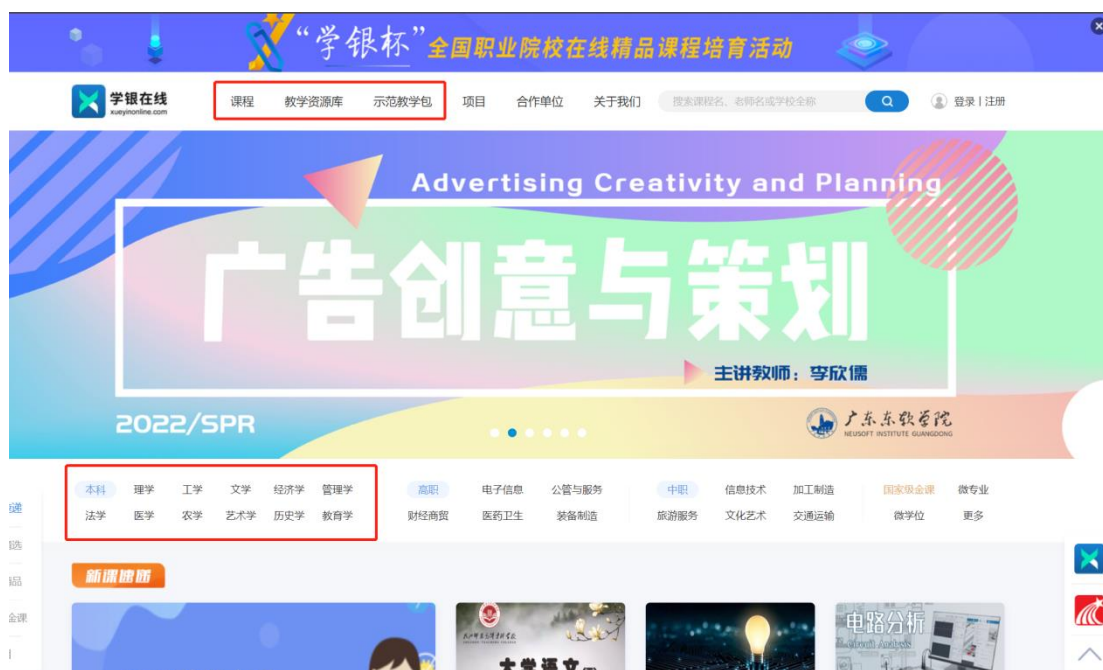 “学银杯”全国职业院校在线精品课程培育活动
学银在线
xueyinonline.com
课程 教学资源库 示范教学包 项目 合作单位 关于我们 搜索课程名、老师名或学校全称 登录 | 注册
Advertising Creativity and Planning
广告创意与策划
主讲教师：李欣儒
2022/SPR
广东东软学院
NEUSOFT INSTITUTE GUANGDONG
本科 理学 工学 文学 经济学 管理学 高职 电子信息 公管与服务 中职 信息技术 加工制造 国家级金课 微专业
法学 医学 农学 艺术学 历史学 教育学 财经商贸 医药卫生 装备制造 旅游服务 文化艺术 交通运输 微学位 更多
金课
新课速递
大学语文
电路分析
Circuit Analysis